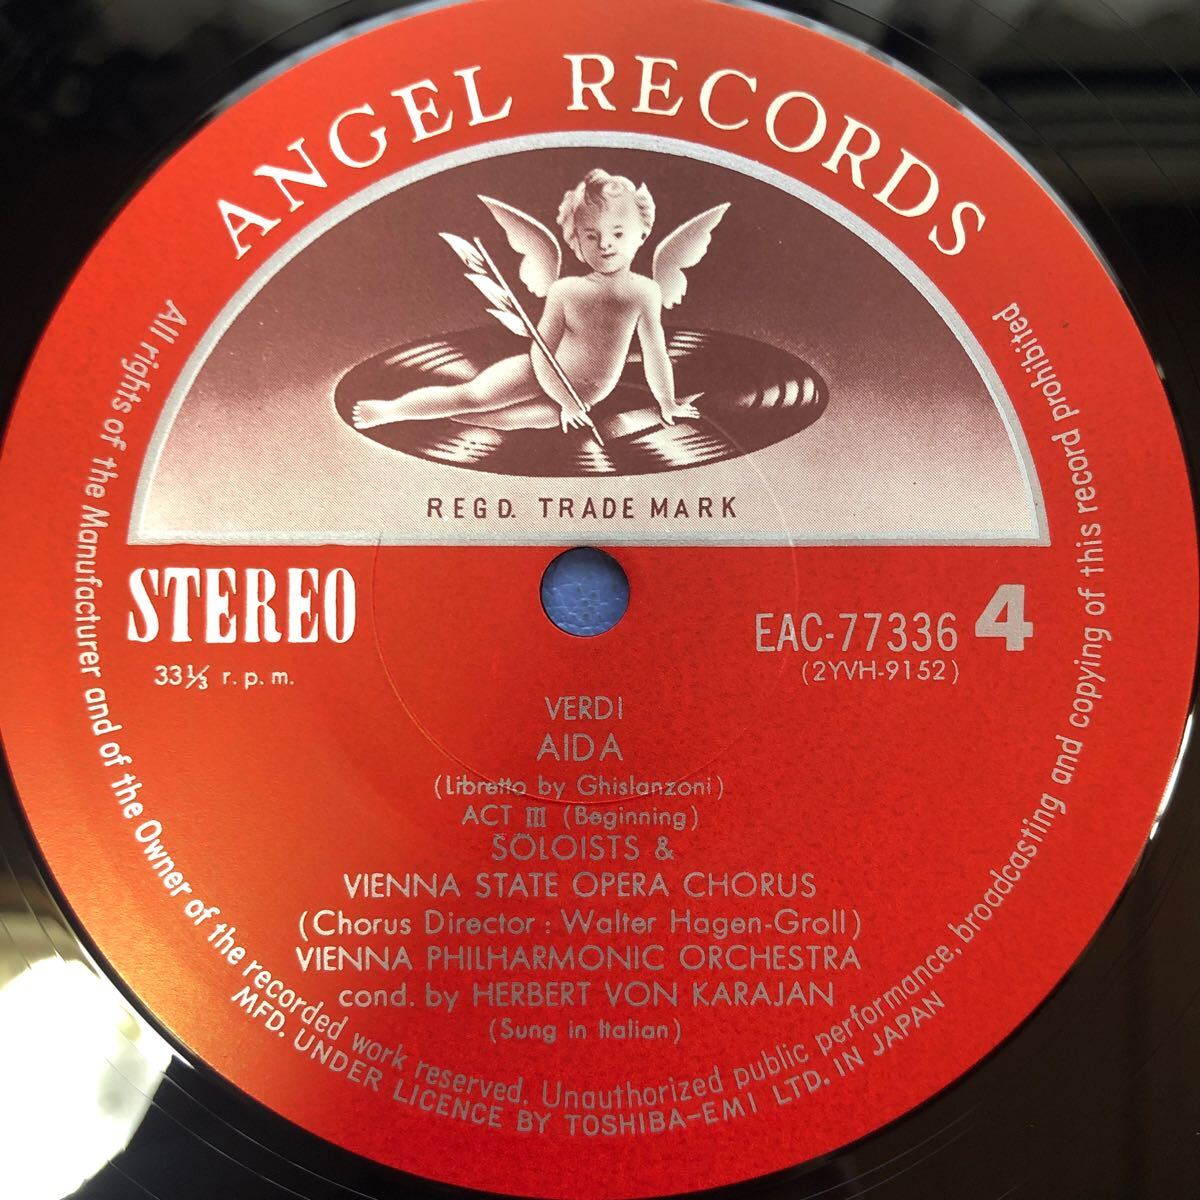 ANGEL RECORDS
REGD. TRADE MARK
STEREO
33⅓ r.p.m.
EAC-77336 4
(2YVH-9152)
VERDI
AIDA
(Libretto by Ghislanzoni)
ACT III (Beginning)
SOLOISTS &
VIENNA STATE OPERA CHORUS
(Chorus Director : Walter Hagen-Groll)
VIENNA PHILHARMONIC ORCHESTRA
cond. by HERBERT VON KARAJAN
(Sung in Italian)
All rights of the Manufacturer and of the Owner of the recorded work reserved. Unauthorized public performance, broadcasting and copying of this record prohibited
MFD. UNDER LICENCE BY TOSHIBA-EMI LTD. IN JAPAN